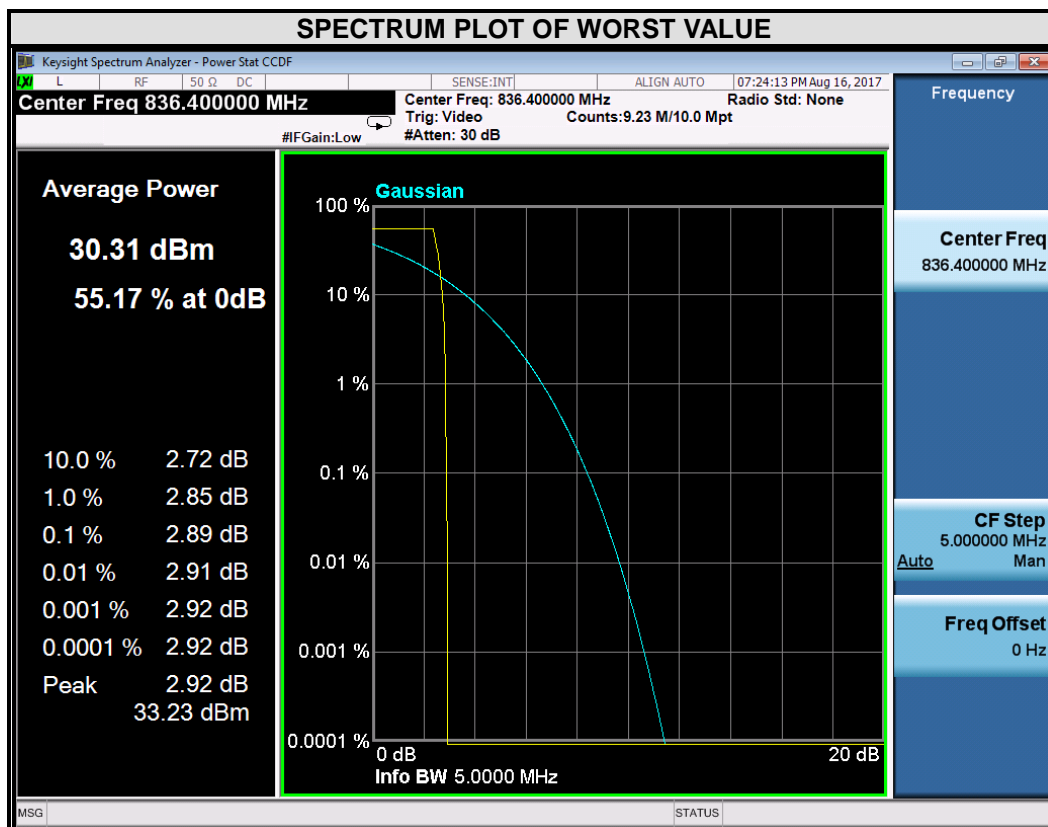 SPECTRUM PLOT OF WORST VALUE
Keysight Spectrum Analyzer - Power Stat CCDF
LXI L RF 50 Ω DC SENSE:INT ALIGN AUTO 07:24:13 PM Aug 16, 2017
Center Freq 836.400000 MHz
Center Freq: 836.400000 MHz Radio Std: None
Trig: Video Counts:9.23 M/10.0 Mpt
#IFGain:Low #Atten: 30 dB
Frequency
Average Power
30.31 dBm
55.17 % at 0dB
10.0 % 2.72 dB
1.0 % 2.85 dB
0.1 % 2.89 dB
0.01 % 2.91 dB
0.001 % 2.92 dB
0.0001 % 2.92 dB
Peak 2.92 dB
33.23 dBm
Gaussian
100 %
10 %
1 %
0.1 %
0.01 %
0.001 %
0.0001 %
0 dB 20 dB
Info BW 5.0000 MHz
Center Freq
836.400000 MHz
CF Step
5.000000 MHz
Auto Man
Freq Offset
0 Hz
MSG STATUS